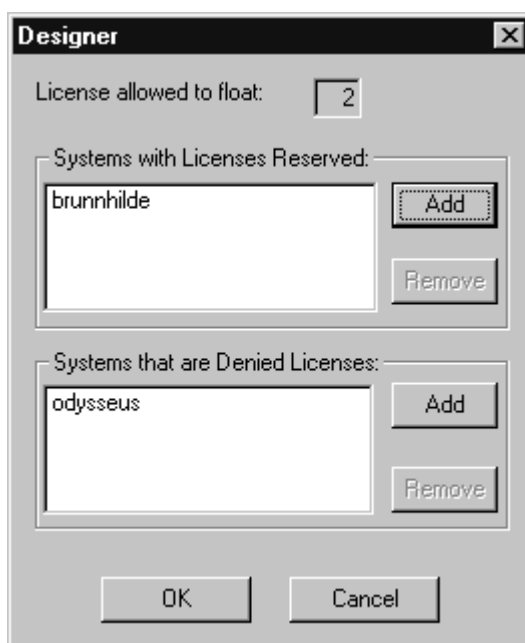 Designer
License allowed to float: 2
Systems with Licenses Reserved:
brunnhilde
Add
Remove
Systems that are Denied Licenses:
odysseus
Add
Remove
OK Cancel